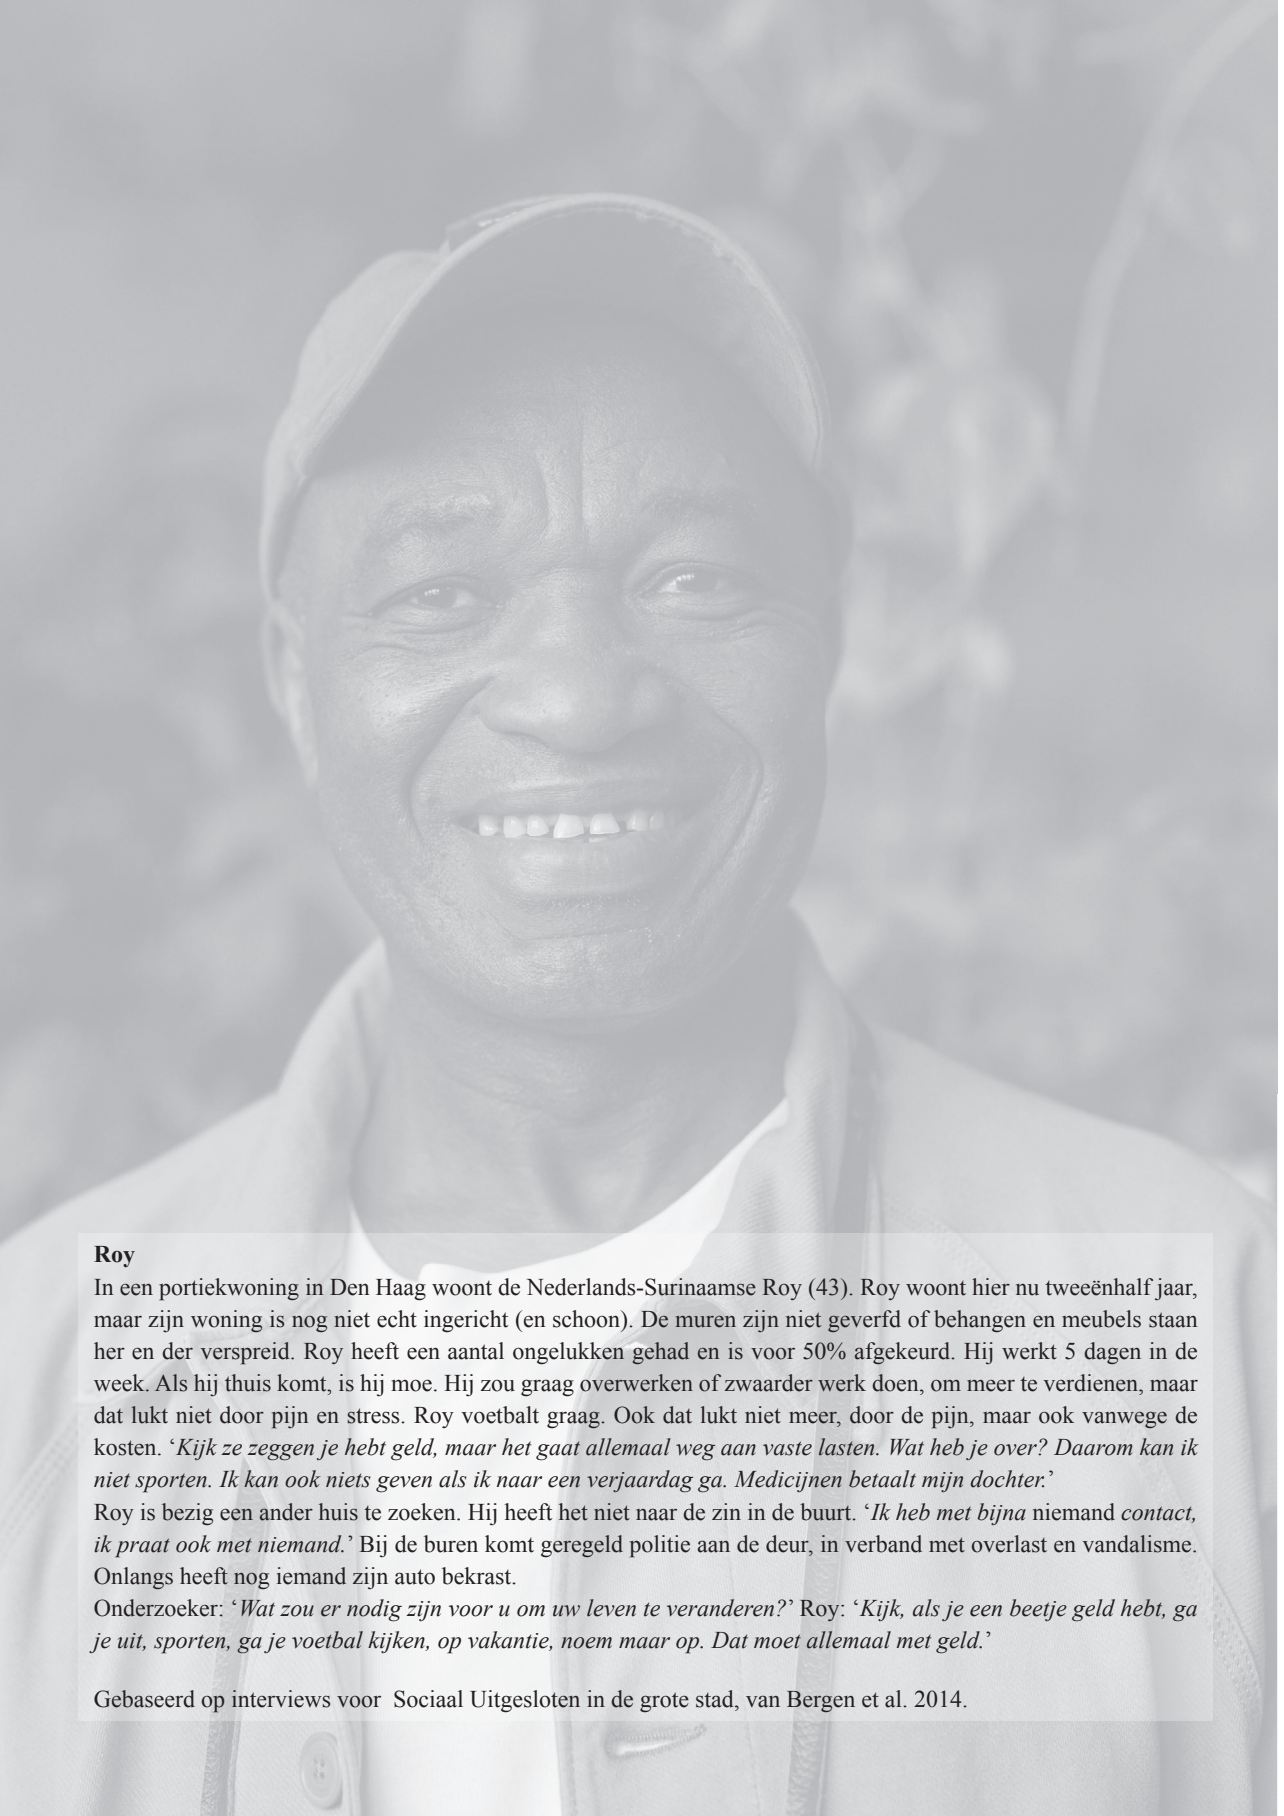 Roy
In een portiekwoning in Den Haag woont de Nederlands-Surinaamse Roy (43). Roy woont hier nu tweeënhalf jaar,
maar zijn woning is nog niet echt ingericht (en schoon). De muren zijn niet geverfd of behangen en meubels staan
her en der verspreid. Roy heeft een aantal ongelukken gehad en is voor 50% afgekeurd. Hij werkt 5 dagen in de
week. Als hij thuis komt, is hij moe. Hij zou graag overwerken of zwaarder werk doen, om meer te verdienen, maar
dat lukt niet door pijn en stress. Roy voetbalt graag. Ook dat lukt niet meer, door de pijn, maar ook vanwege de
kosten. ‘Kijk ze zeggen je hebt geld, maar het gaat allemaal weg aan vaste lasten. Wat heb je over? Daarom kan ik
niet sporten. Ik kan ook niets geven als ik naar een verjaardag ga. Medicijnen betaalt mijn dochter.’
Roy is bezig een ander huis te zoeken. Hij heeft het niet naar de zin in de buurt. ‘Ik heb met bijna niemand contact,
ik praat ook met niemand.’ Bij de buren komt geregeld politie aan de deur, in verband met overlast en vandalisme.
Onlangs heeft nog iemand zijn auto bekrast.
Onderzoeker: ‘Wat zou er nodig zijn voor u om uw leven te veranderen?’ Roy: ‘Kijk, als je een beetje geld hebt, ga
je uit, sporten, ga je voetbal kijken, op vakantie, noem maar op. Dat moet allemaal met geld.’
Gebaseerd op interviews voor  Sociaal Uitgesloten in de grote stad, van Bergen et al. 2014.